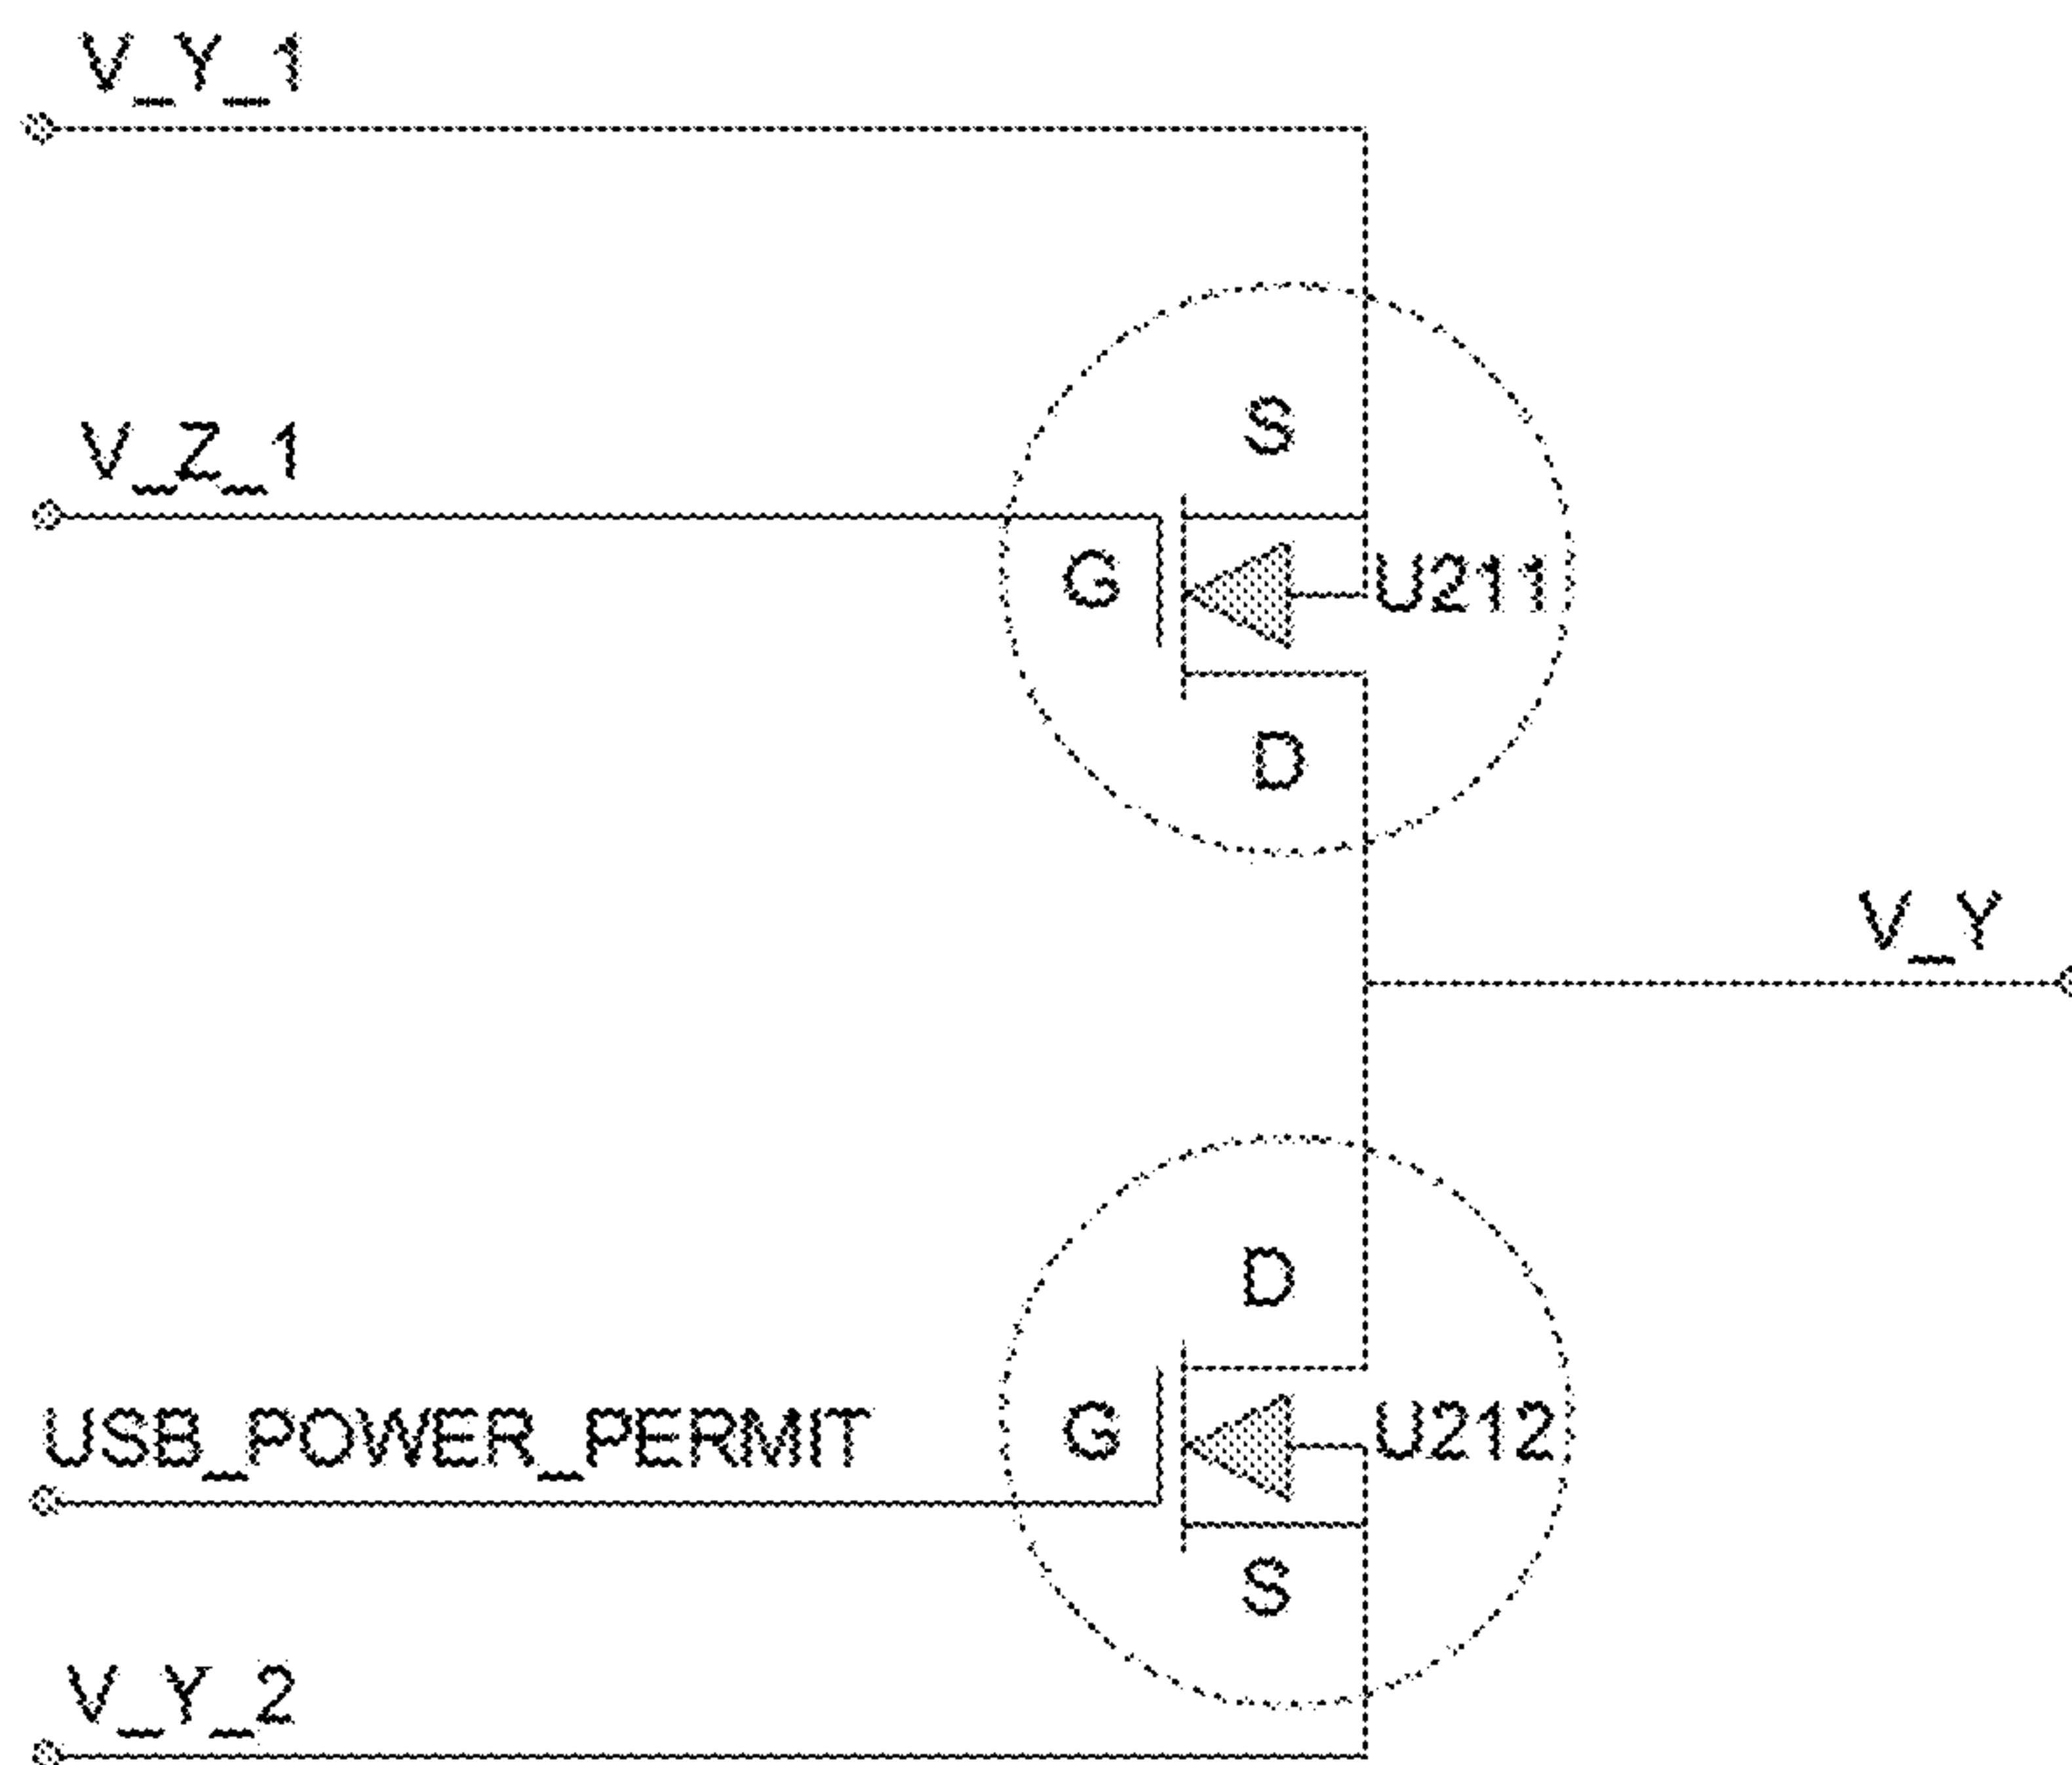 V_Y_1
V_Z_1
S
G
U211
D
V_Y
D
USB_POWER_PERMIT
G
U212
S
V_Y_2